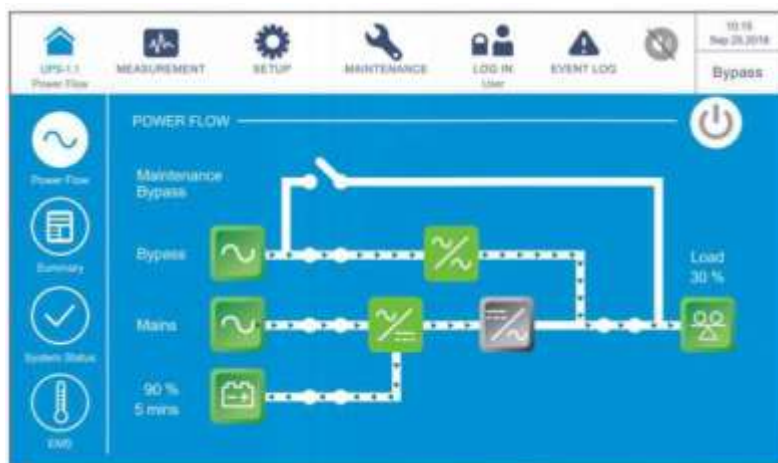 UPS-1.1
Power Flow
MEASUREMENT
SETUP
MAINTENANCE
LOG IN
User
EVENT LOG
10:15
Sep 29,2018
Bypass
POWER FLOW
Power Flow
Summary
System Status
EMS
Maintenance
Bypass
Bypass
Mains
90 %
5 mins
Load
30 %